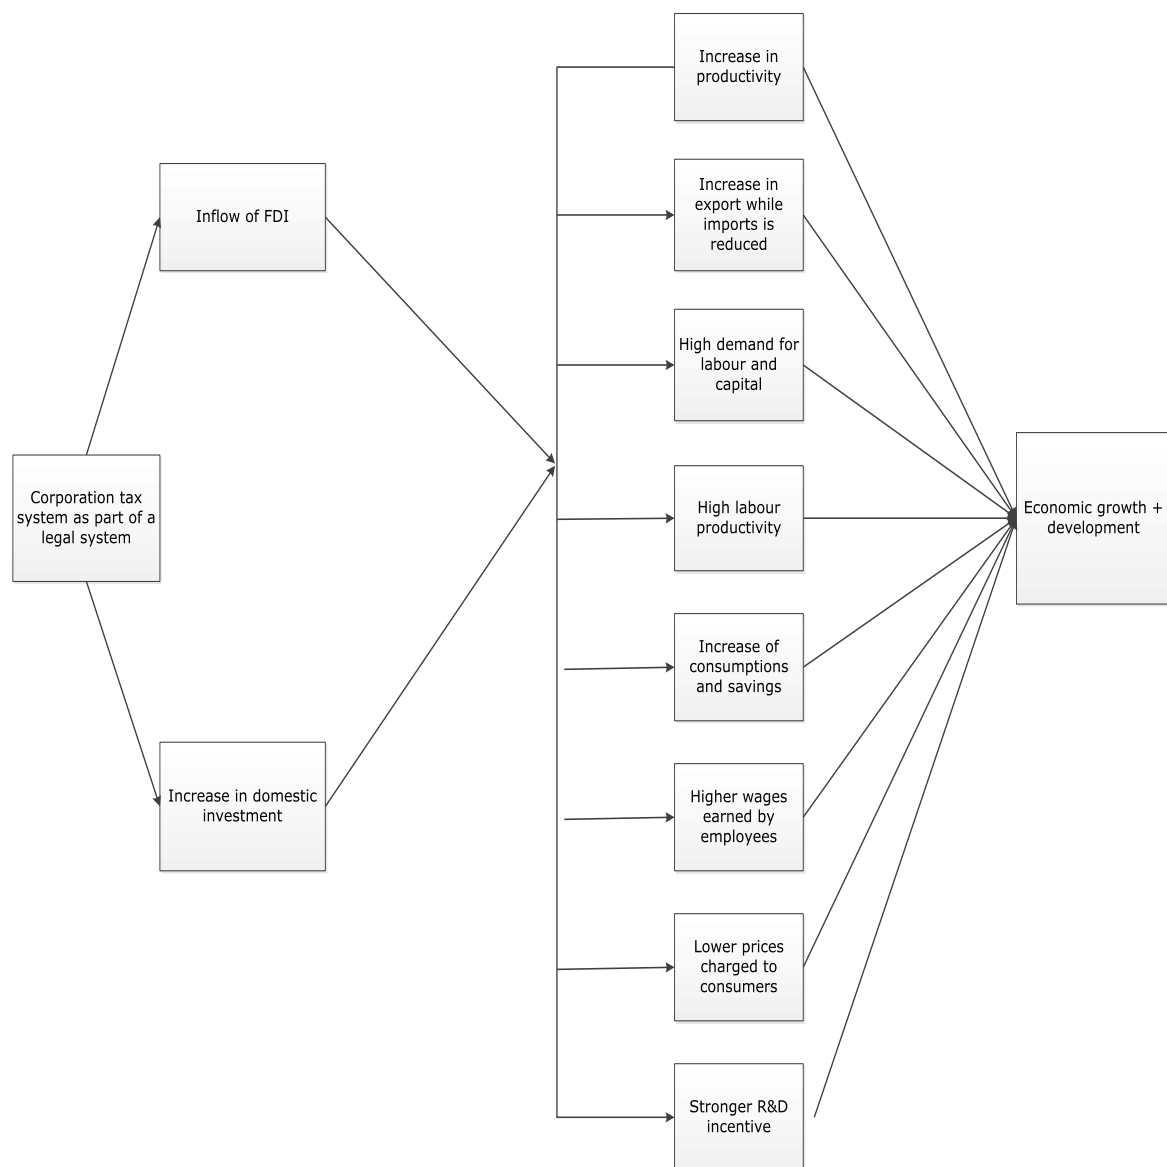 Increase in
productivity
Inflow of FDI
Increase in
export while
imports is
reduced
High demand for
labour and
capital
Corporation tax
system as part of a
legal system
High labour
productivity
Economic growth +
development
Increase of
consumptions
and savings
Increase in domestic
investment
Higher wages
earned by
employees
Lower prices
charged to
consumers
Stronger R&D
incentive